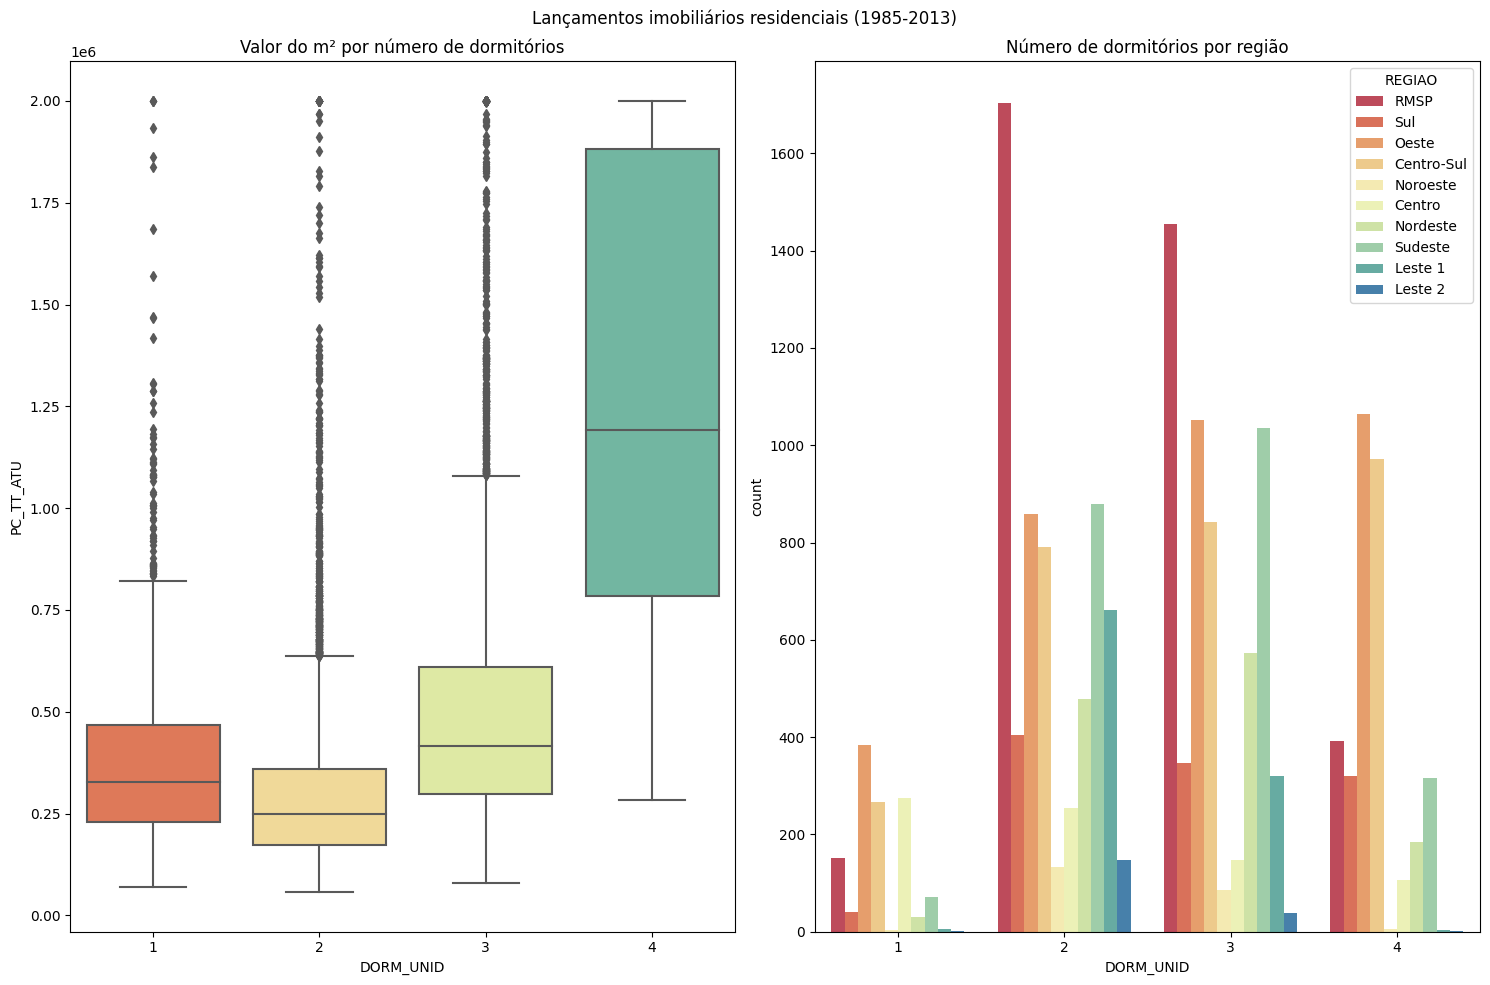 Lançamentos imobiliários residenciais (1985-2013)
Valor do m² por número de dormitórios
1e6
2.00
1.75
1.50
1.25
1.00
0.75
0.50
0.25
0.00
PC_TT_ATU
1 2 3 4
DORM_UNID
Número de dormitórios por região
1600
1400
1200
1000
800
600
400
200
0
count
1 2 3 4
DORM_UNID
REGIAO
RMSP
Sul
Oeste
Centro-Sul
Noroeste
Centro
Nordeste
Sudeste
Leste 1
Leste 2